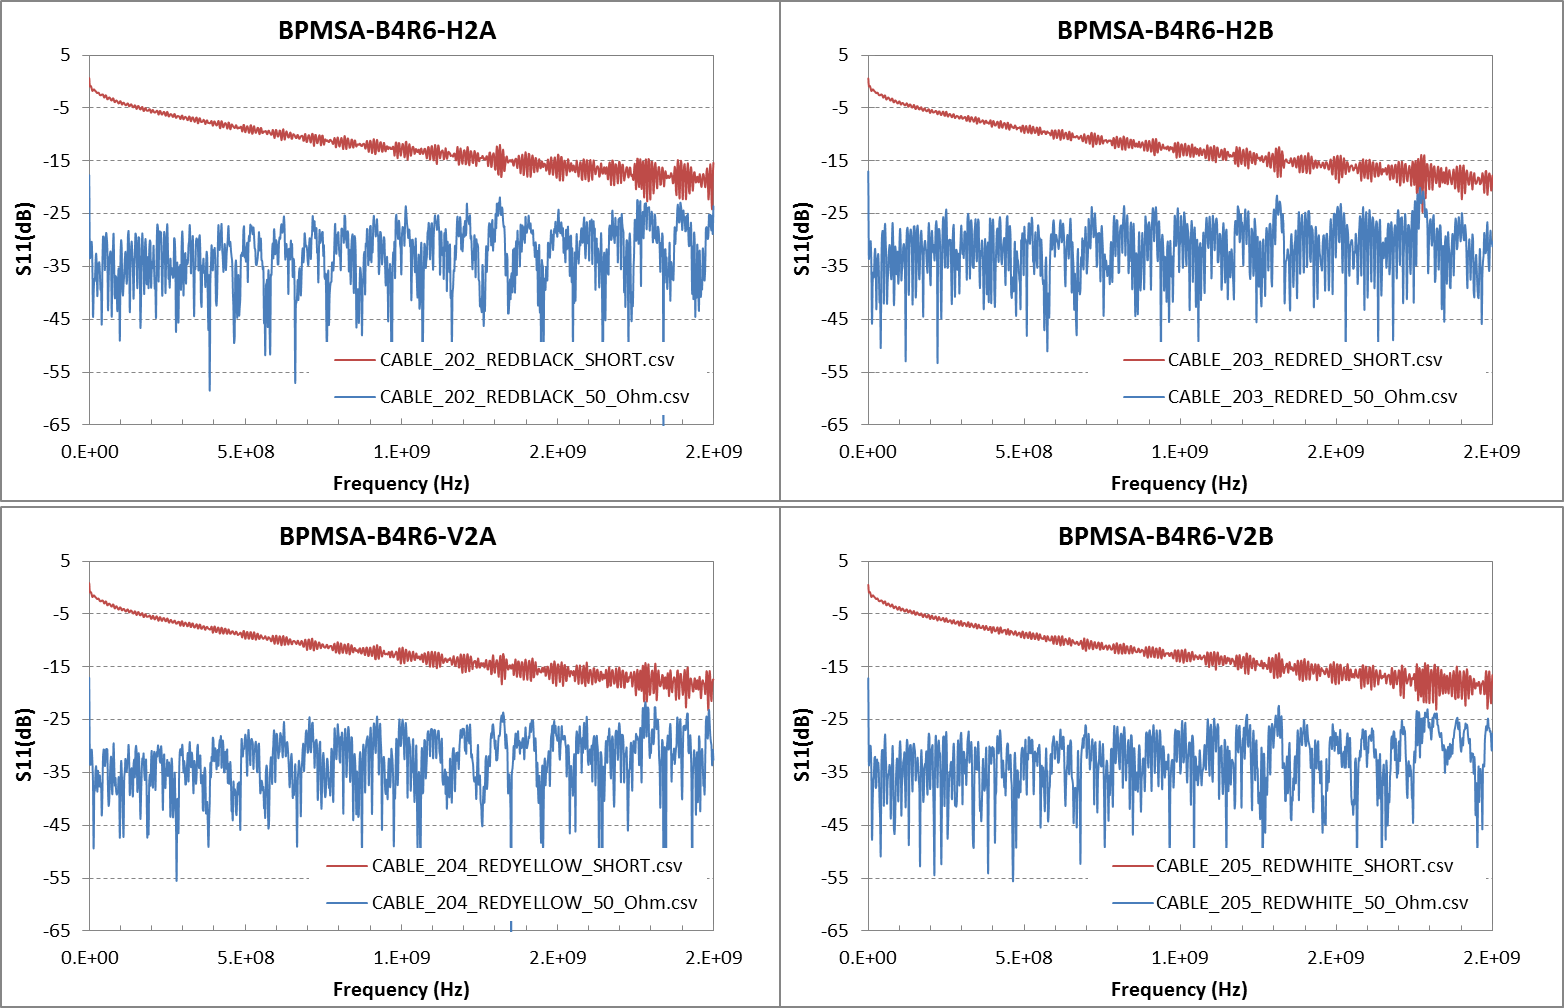 BPMSA-B4R6-H2A
5
-5
-15
-25
-35
-45
-55
-65
S11(dB)
CABLE_202_REDBLACK_SHORT.csv
CABLE_202_REDBLACK_50_Ohm.csv
0.E+00 5.E+08 1.E+09 2.E+09 2.E+09
Frequency (Hz)
BPMSA-B4R6-H2B
5
-5
-15
-25
-35
-45
-55
-65
S11(dB)
CABLE_203_REDRED_SHORT.csv
CABLE_203_REDRED_50_Ohm.csv
0.E+00 5.E+08 1.E+09 2.E+09 2.E+09
Frequency (Hz)
BPMSA-B4R6-V2A
5
-5
-15
-25
-35
-45
-55
-65
S11(dB)
CABLE_204_REDYELLOW_SHORT.csv
CABLE_204_REDYELLOW_50_Ohm.csv
0.E+00 5.E+08 1.E+09 2.E+09 2.E+09
Frequency (Hz)
BPMSA-B4R6-V2B
5
-5
-15
-25
-35
-45
-55
-65
S11(dB)
CABLE_205_REDWHITE_SHORT.csv
CABLE_205_REDWHITE_50_Ohm.csv
0.E+00 5.E+08 1.E+09 2.E+09 2.E+09
Frequency (Hz)